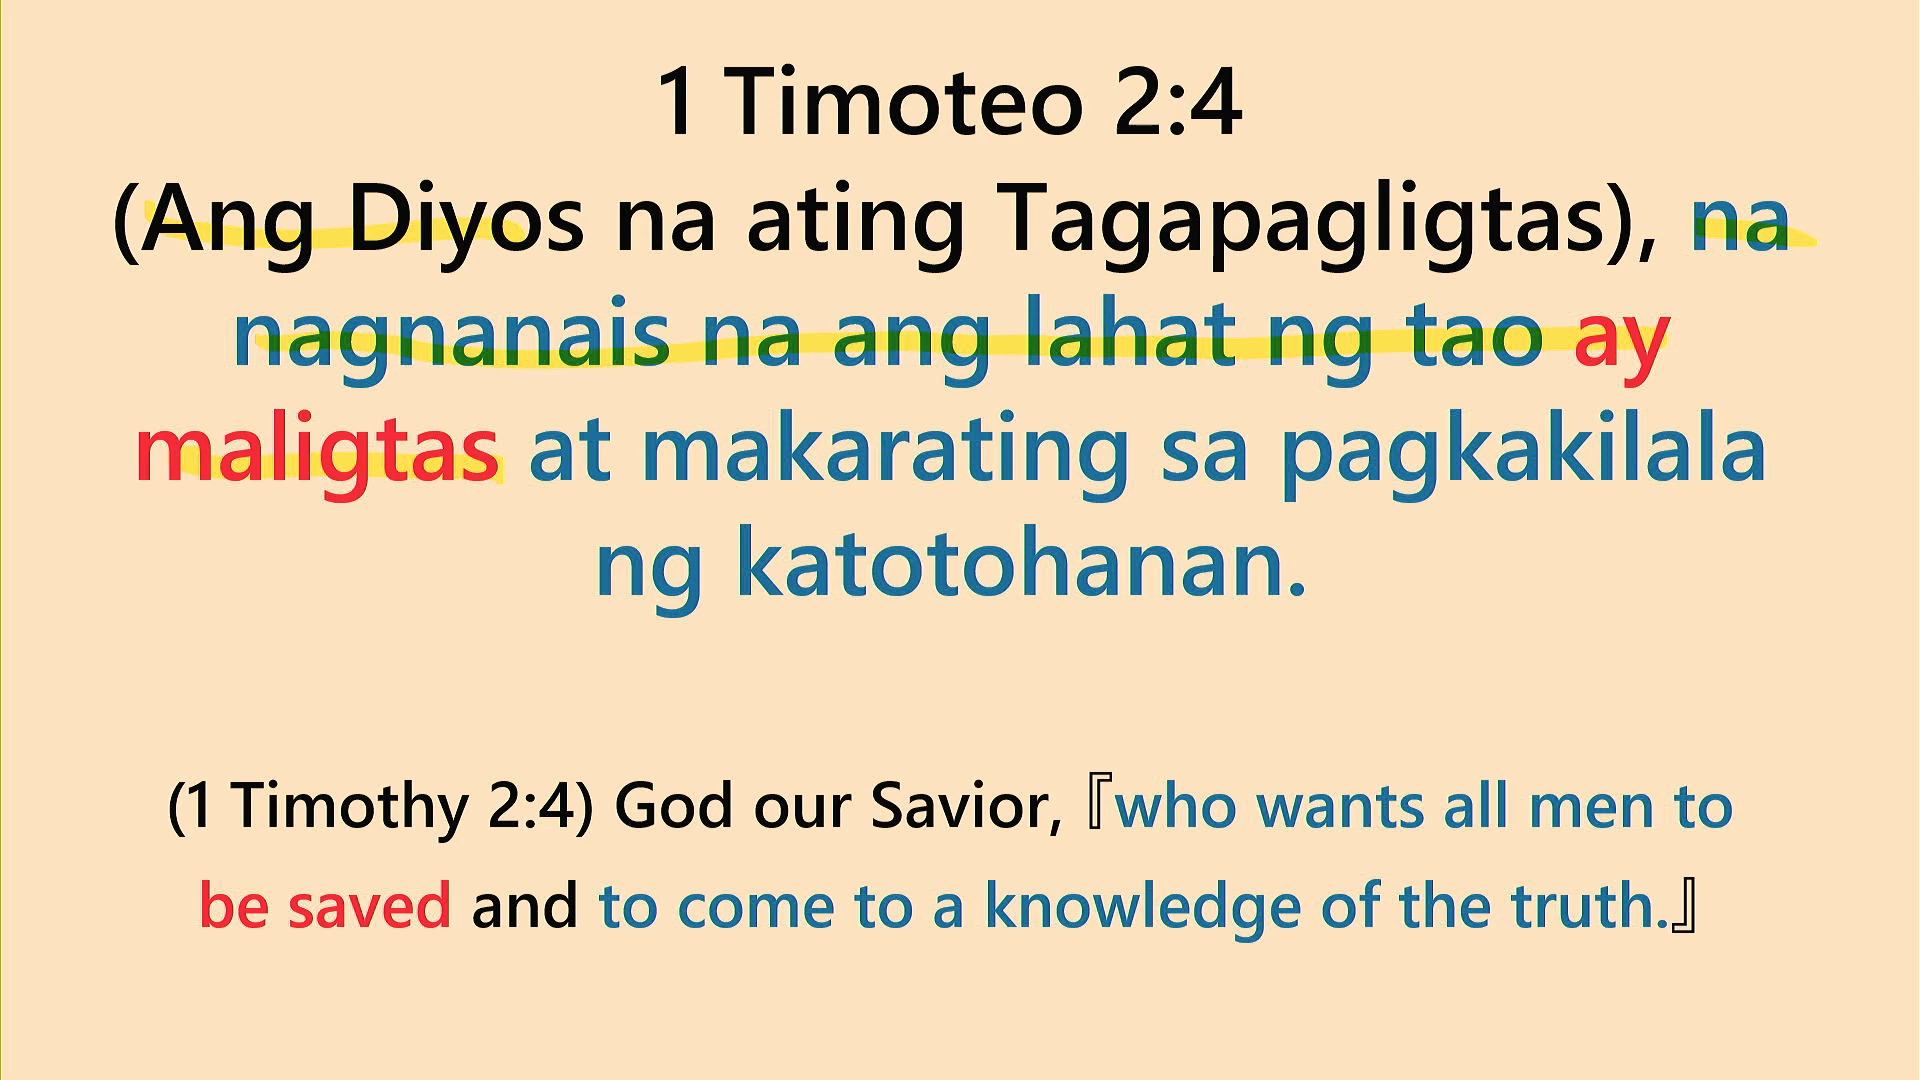 1 Timoteo 2:4
(Ang Diyos na ating Tagapagligtas), na
nagnanais na ang lahat ng tao ay
maligtas at makarating sa pagkakilala
ng katotohanan.
(1 Timothy 2:4) God our Savior, 『who wants all men to
be saved and to come to a knowledge of the truth.』